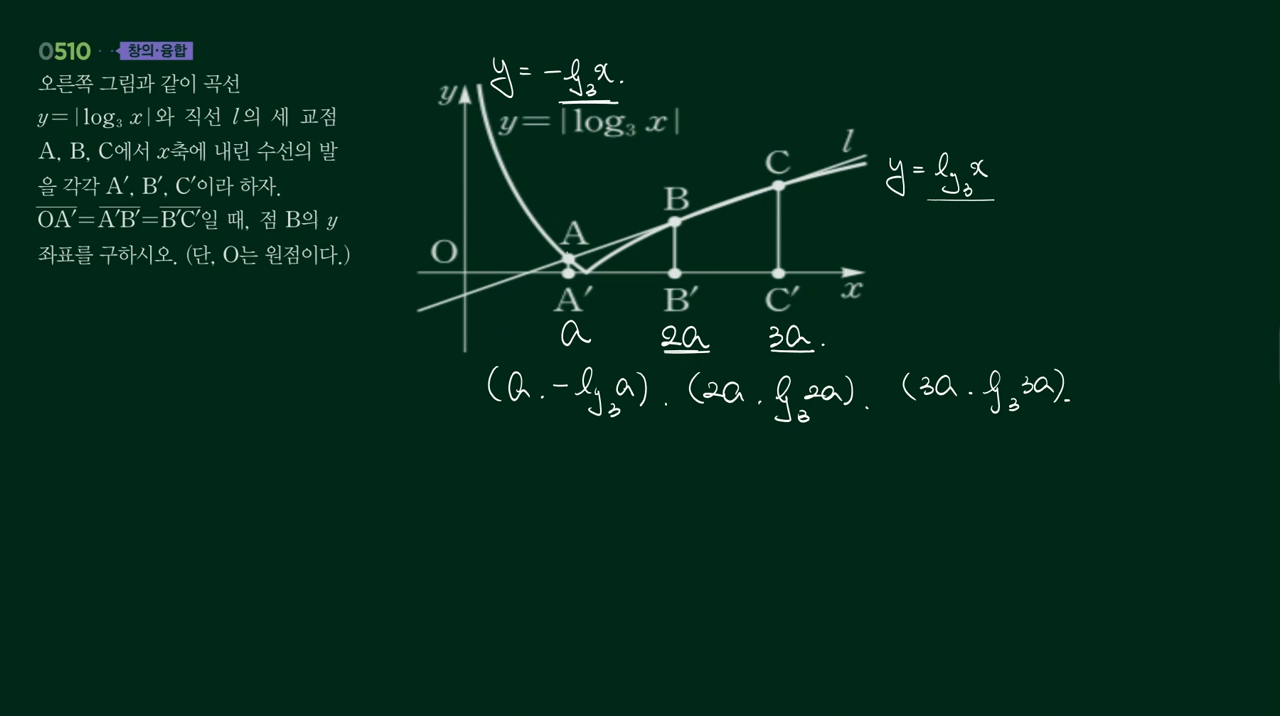 0510 창의·융합
오른쪽 그림과 같이 곡선
y=|log₃ x|와 직선 l의 세 교점
A, B, C에서 x축에 내린 수선의 발
을 각각 A′, B′, C′이라 하자.
OA′=A′B′=B′C′일 때, 점 B의 y
좌표를 구하시오. (단, O는 원점이다.)
y = -log₃x.
y
y=|log₃ x|
l
C
y = log₃x
B
A
O
A′ B′ C′ x
a 2a 3a.
(a. -log₃a). (2a. log₃2a). (3a. log₃3a).